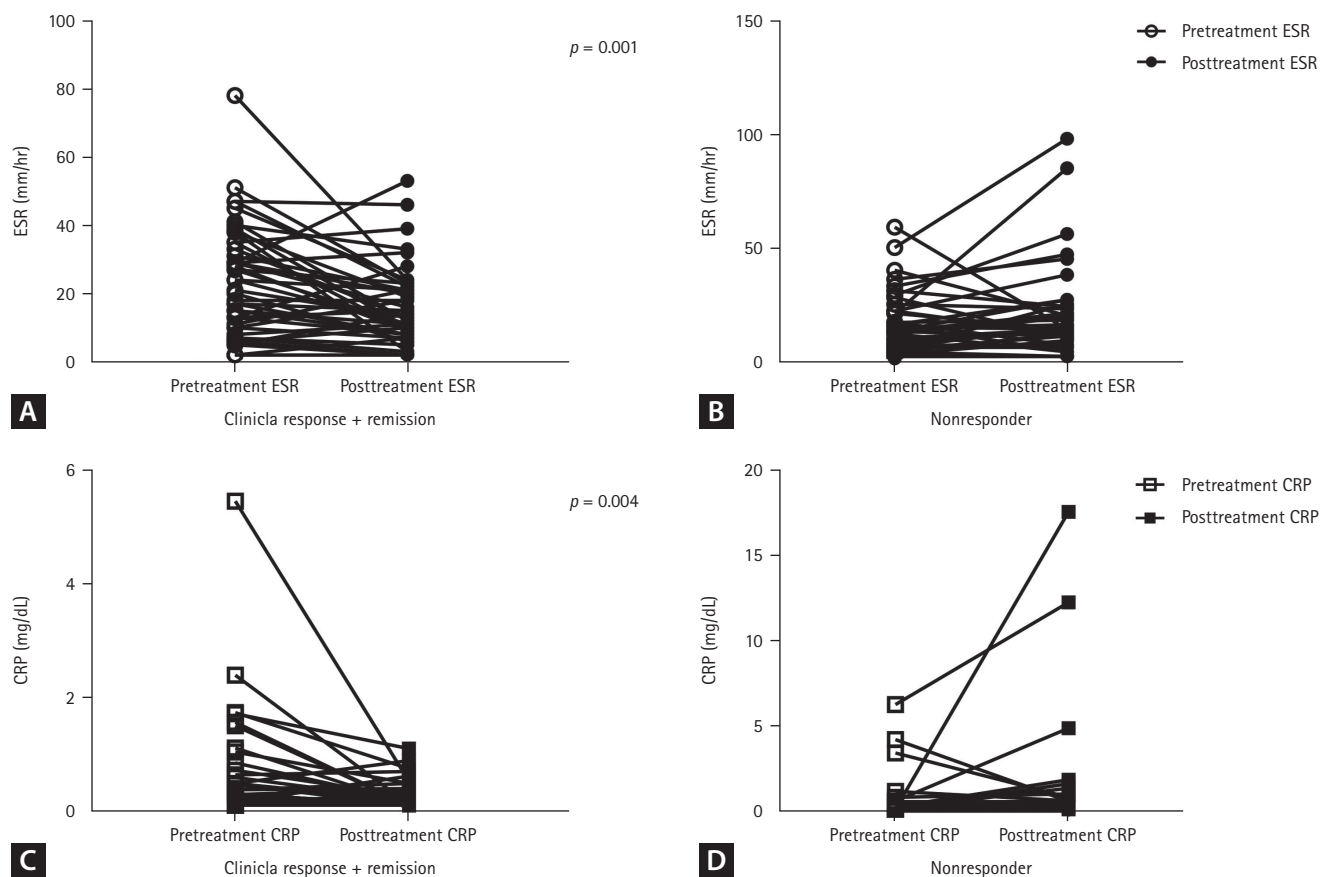 100
80
60
40
20
0
ESR (mm/hr)
p = 0.001
Pretreatment ESR Posttreatment ESR
Clinicla response + remission
A
150
100
50
0
ESR (mm/hr)
Pretreatment ESR
Posttreatment ESR
Pretreatment ESR Posttreatment ESR
Nonresponder
B
6
4
2
0
CRP (mg/dL)
p = 0.004
Pretreatment CRP Posttreatment CRP
Clinicla response + remission
C
20
15
10
5
0
CRP (mg/dL)
Pretreatment CRP
Posttreatment CRP
Pretreatment CRP Posttreatment CRP
Nonresponder
D